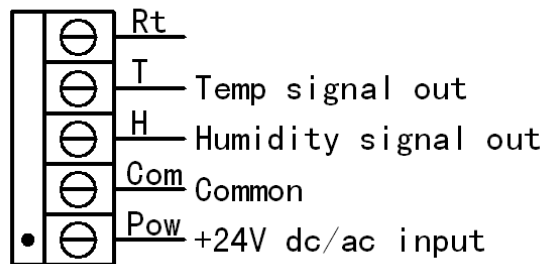 Rt
T Temp signal out
H Humidity signal out
Com Common
Pow +24V dc/ac input